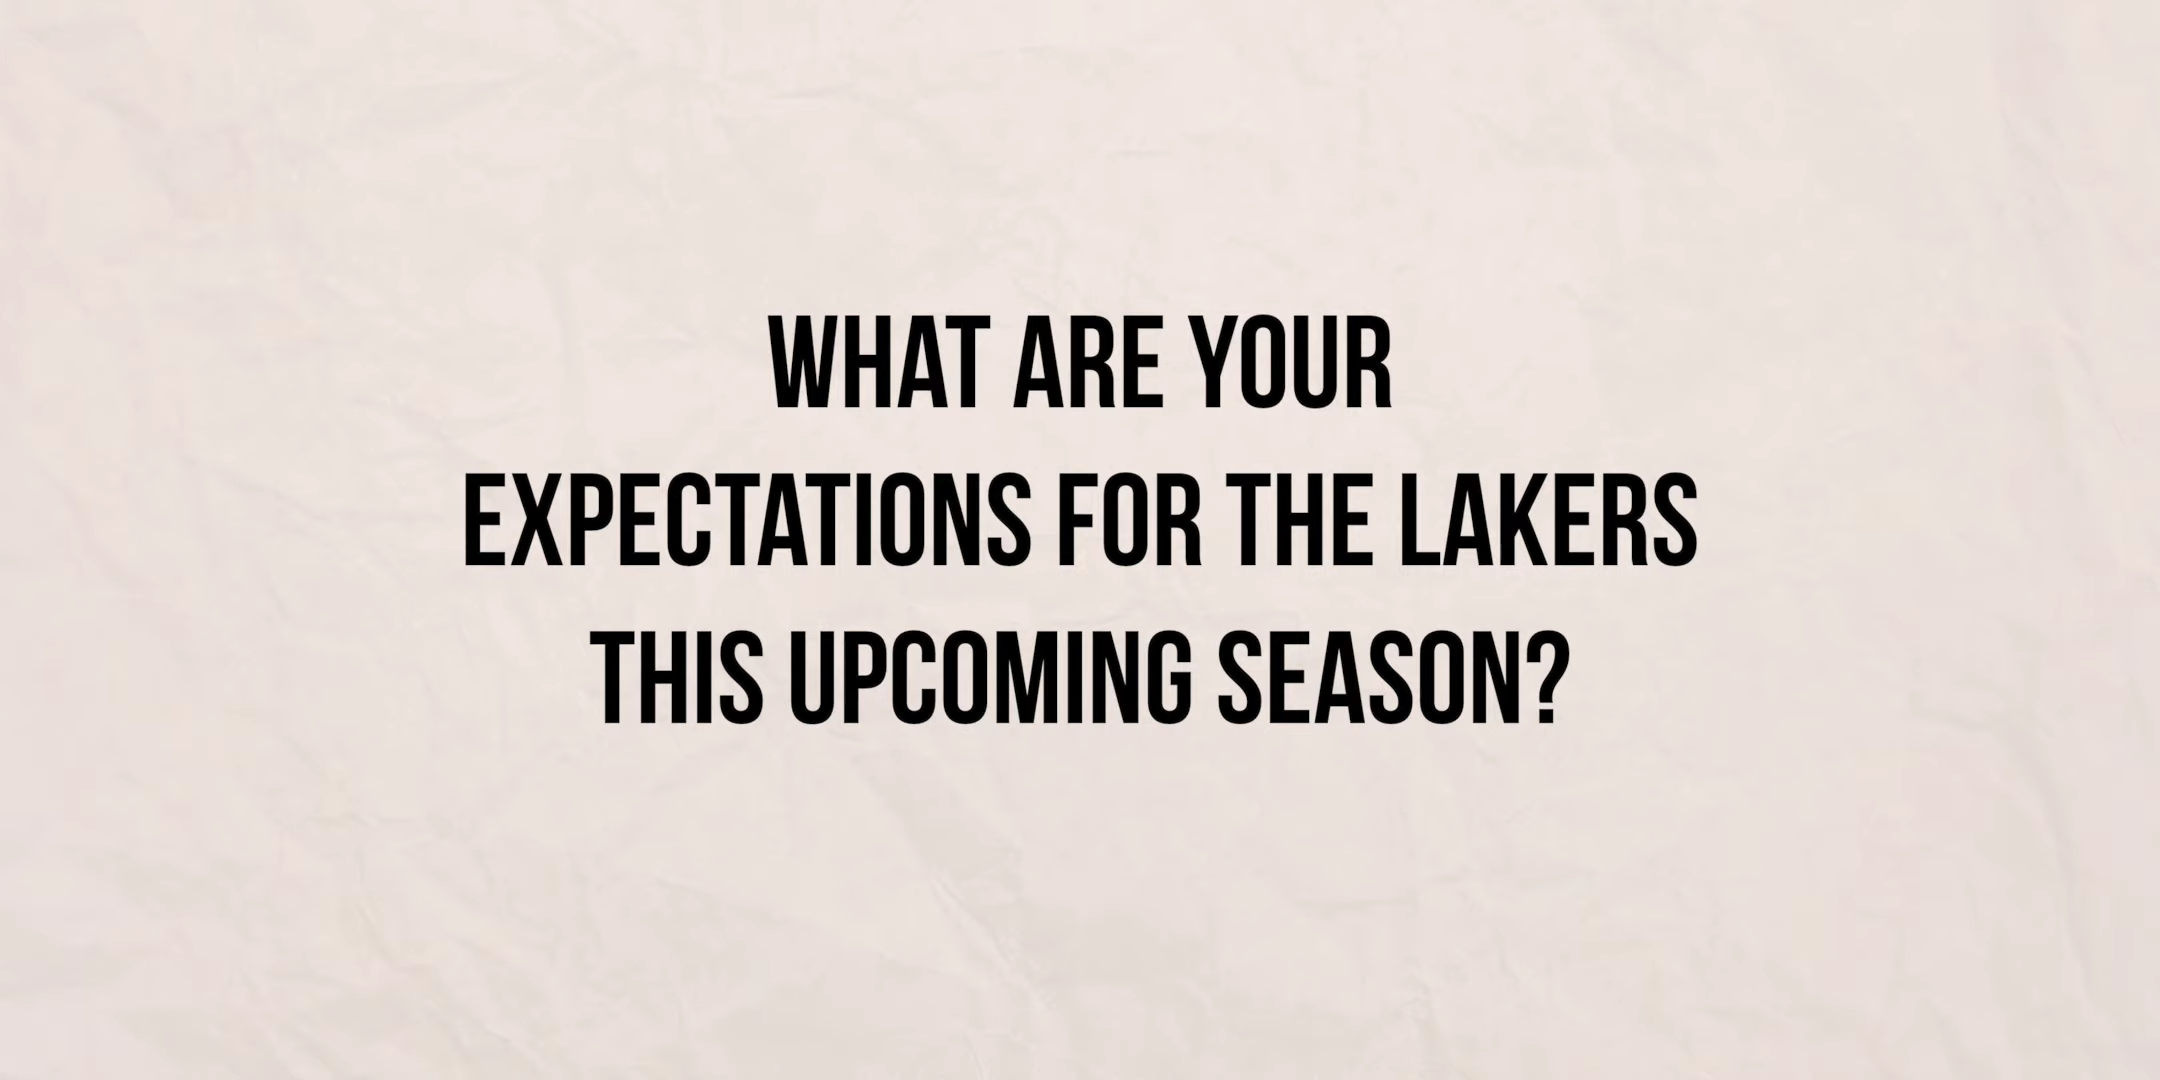 WHAT ARE YOUR
EXPECTATIONS FOR THE LAKERS
THIS UPCOMING SEASON?